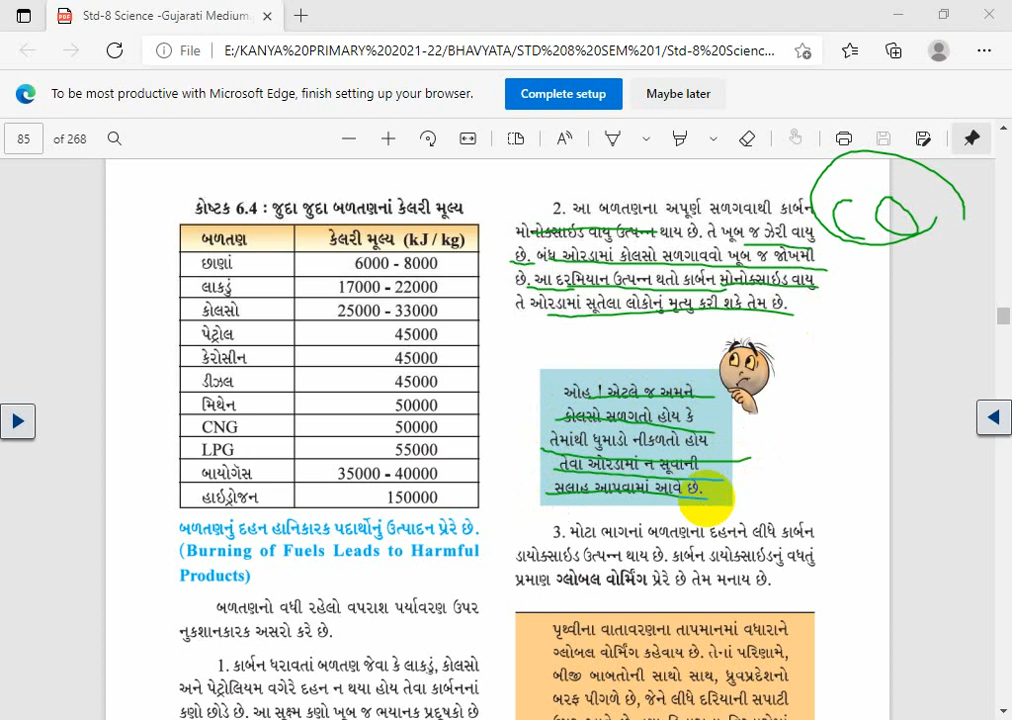 Std-8 Science -Gujarati Medium.
File
E:/KANYA%20PRIMARY%202021-22/BHAVYATA/STD%208%20SEM%201/Std-8%20Scienc...
To be most productive with Microsoft Edge, finish setting up your browser.
Complete setup
Maybe later
85 of 268
કોષ્ટક 6.4 : જુદા જુદા બળતણનાં કેલરી મૂલ્ય
બળતણ કેલરી મૂલ્ય (kJ / kg)
છાણાં 6000 - 8000
લાકડું 17000 - 22000
કોલસો 25000 - 33000
પેટ્રોલ 45000
કેરોસીન 45000
ડીઝલ 45000
મિથેન 50000
CNG 50000
LPG 55000
બાયોગૅસ 35000 - 40000
હાઇડ્રોજન 150000
બળતણનું દહન હાનિકારક પદાર્થોનું ઉત્પાદન પ્રેરે છે.
(Burning of Fuels Leads to Harmful
Products)
બળતણનો વધી રહેલો વપરાશ પર્યાવરણ ઉપર
નુકશાનકારક અસરો કરે છે.
1. કાર્બન ધરાવતાં બળતણ જેવા કે લાકડું, કોલસો
અને પેટ્રોલિયમ વગેરે દહન ન થયા હોય તેવા કાર્બનનાં
કણો છોડે છે. આ સૂક્ષ્મ કણો ખૂબ જ ભયાનક પ્રદૂષકો છે
2. આ બળતણના અપૂર્ણ સળગવાથી કાર્બન
મોનોક્સાઇડ વાયુ ઉત્પન્ન થાય છે. તે ખૂબ જ ઝેરી વાયુ
છે. બંધ ઓરડામાં કોલસો સળગાવવો ખૂબ જ જોખમી
છે. આ દરમિયાન ઉત્પન્ન થતો કાર્બન મોનોક્સાઇડ વાયુ
તે ઓરડામાં સૂતેલા લોકોનું મૃત્યુ કરી શકે તેમ છે.
CO
ઓહ ! એટલે જ અમને
કોલસો સળગતો હોય કે
તેમાંથી ધુમાડો નીકળતો હોય
તેવા ઓરડામાં ન સૂવાની
સલાહ આપવામાં આવે છે.
3. મોટા ભાગનાં બળતણના દહનને લીધે કાર્બન
ડાયોક્સાઇડ ઉત્પન્ન થાય છે. કાર્બન ડાયોક્સાઇડનું વધતું
પ્રમાણ ગ્લોબલ વોર્મિંગ પ્રેરે છે તેમ મનાય છે.
પૃથ્વીના વાતાવરણના તાપમાનમાં વધારાને
ગ્લોબલ વોર્મિંગ કહેવાય છે. તેનાં પરિણામે,
બીજી બાબતોની સાથો સાથ, ધ્રુવપ્રદેશનો
બરફ પીગળે છે, જેને લીધે દરિયાની સપાટી